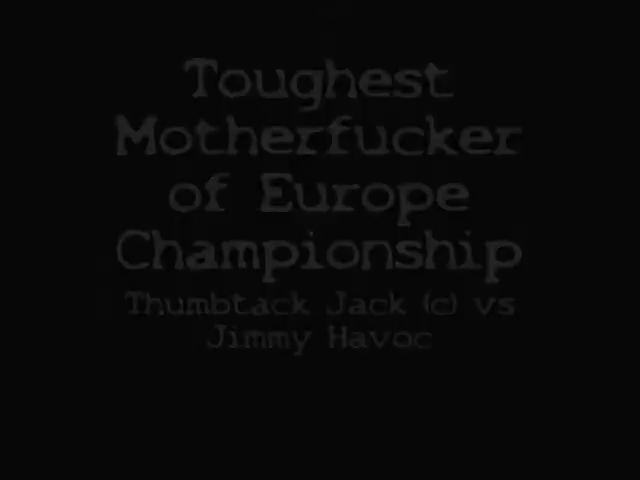 Toughest
Motherfucker
of Europe
Championship
Thumbtack Jack (c) vs
Jimmy Havoc